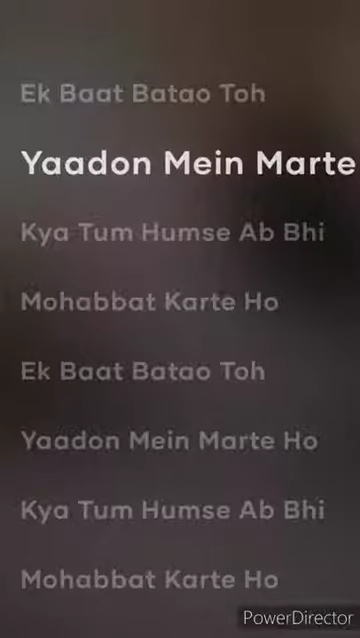 Ek Baat Batao Toh
Yaadon Mein Marte
Kya Tum Humse Ab Bhi
Mohabbat Karte Ho
Ek Baat Batao Toh
Yaadon Mein Marte Ho
Kya Tum Humse Ab Bhi
Mohabbat Karte Ho
PowerDirector